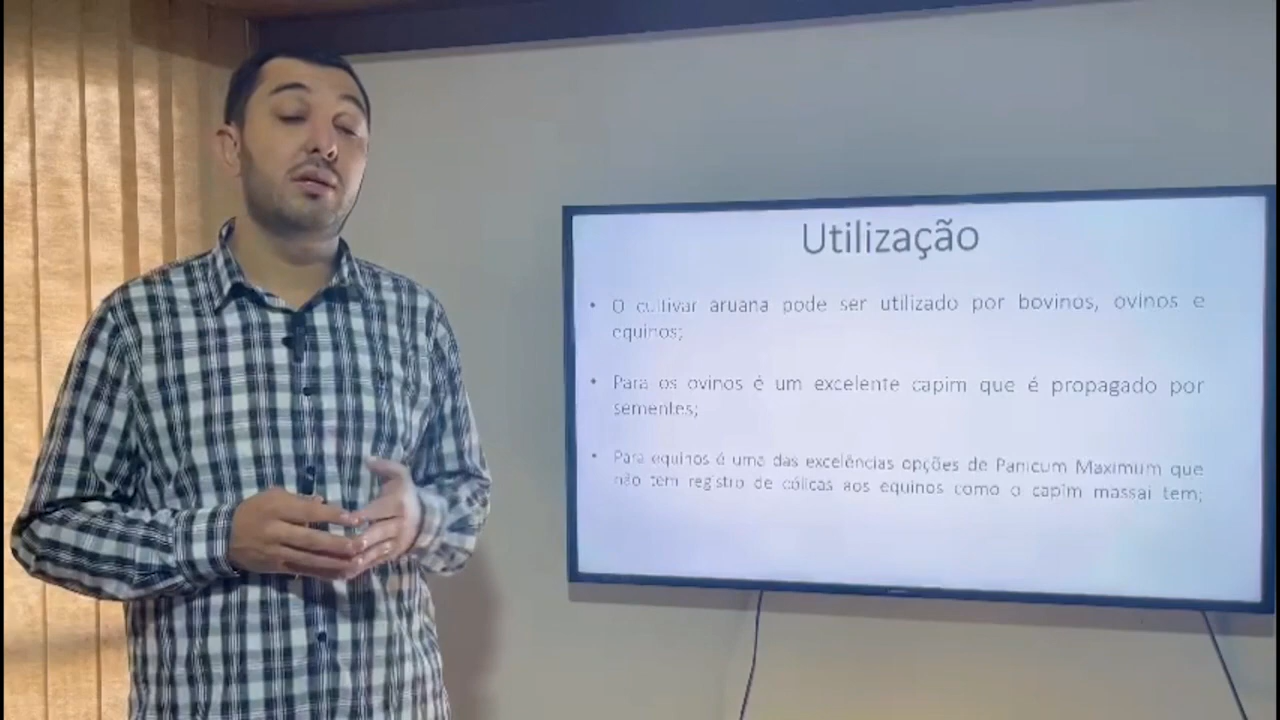 Utilização
• O cultivar aruana pode ser utilizado por bovinos, ovinos e
equinos;
• Para os ovinos é um excelente capim que é propagado por
sementes;
• Para equinos é uma das excelências opções de Panicum Maximum que
não tem registro de cólicas aos equinos como o capim massai tem;